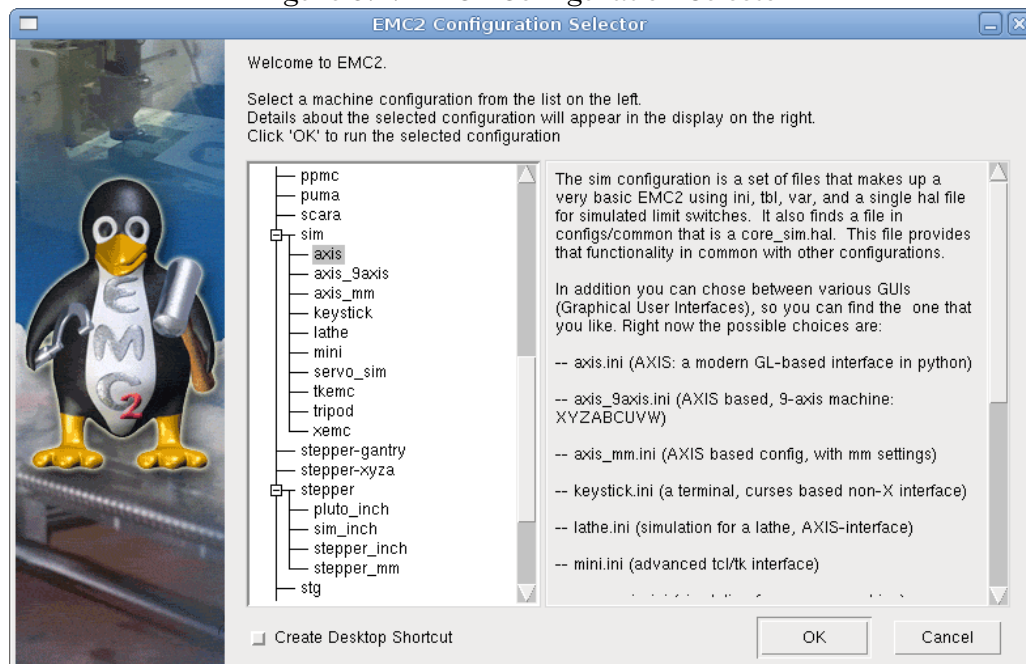 EMC2 Configuration Selector
Welcome to EMC2.
Select a machine configuration from the list on the left.
Details about the selected configuration will appear in the display on the right.
Click 'OK' to run the selected configuration
ppmc
puma
scara
sim
axis
axis_9axis
axis_mm
keystick
lathe
mini
servo_sim
tkemc
tripod
xemc
stepper-gantry
stepper-xyza
stepper
pluto_inch
sim_inch
stepper_inch
stepper_mm
stg
The sim configuration is a set of files that makes up a
very basic EMC2 using ini, tbl, var, and a single hal file
for simulated limit switches. It also finds a file in
configs/common that is a core_sim.hal. This file provides
that functionality in common with other configurations.
In addition you can chose between various GUIs
(Graphical User Interfaces), so you can find the one that
you like. Right now the possible choices are:
-- axis.ini (AXIS: a modern GL-based interface in python)
-- axis_9axis.ini (AXIS based, 9-axis machine:
XYZABCUVW)
-- axis_mm.ini (AXIS based config, with mm settings)
-- keystick.ini (a terminal, curses based non-X interface)
-- lathe.ini (simulation for a lathe, AXIS-interface)
-- mini.ini (advanced tcl/tk interface)
EMC2
Create Desktop Shortcut
OK
Cancel